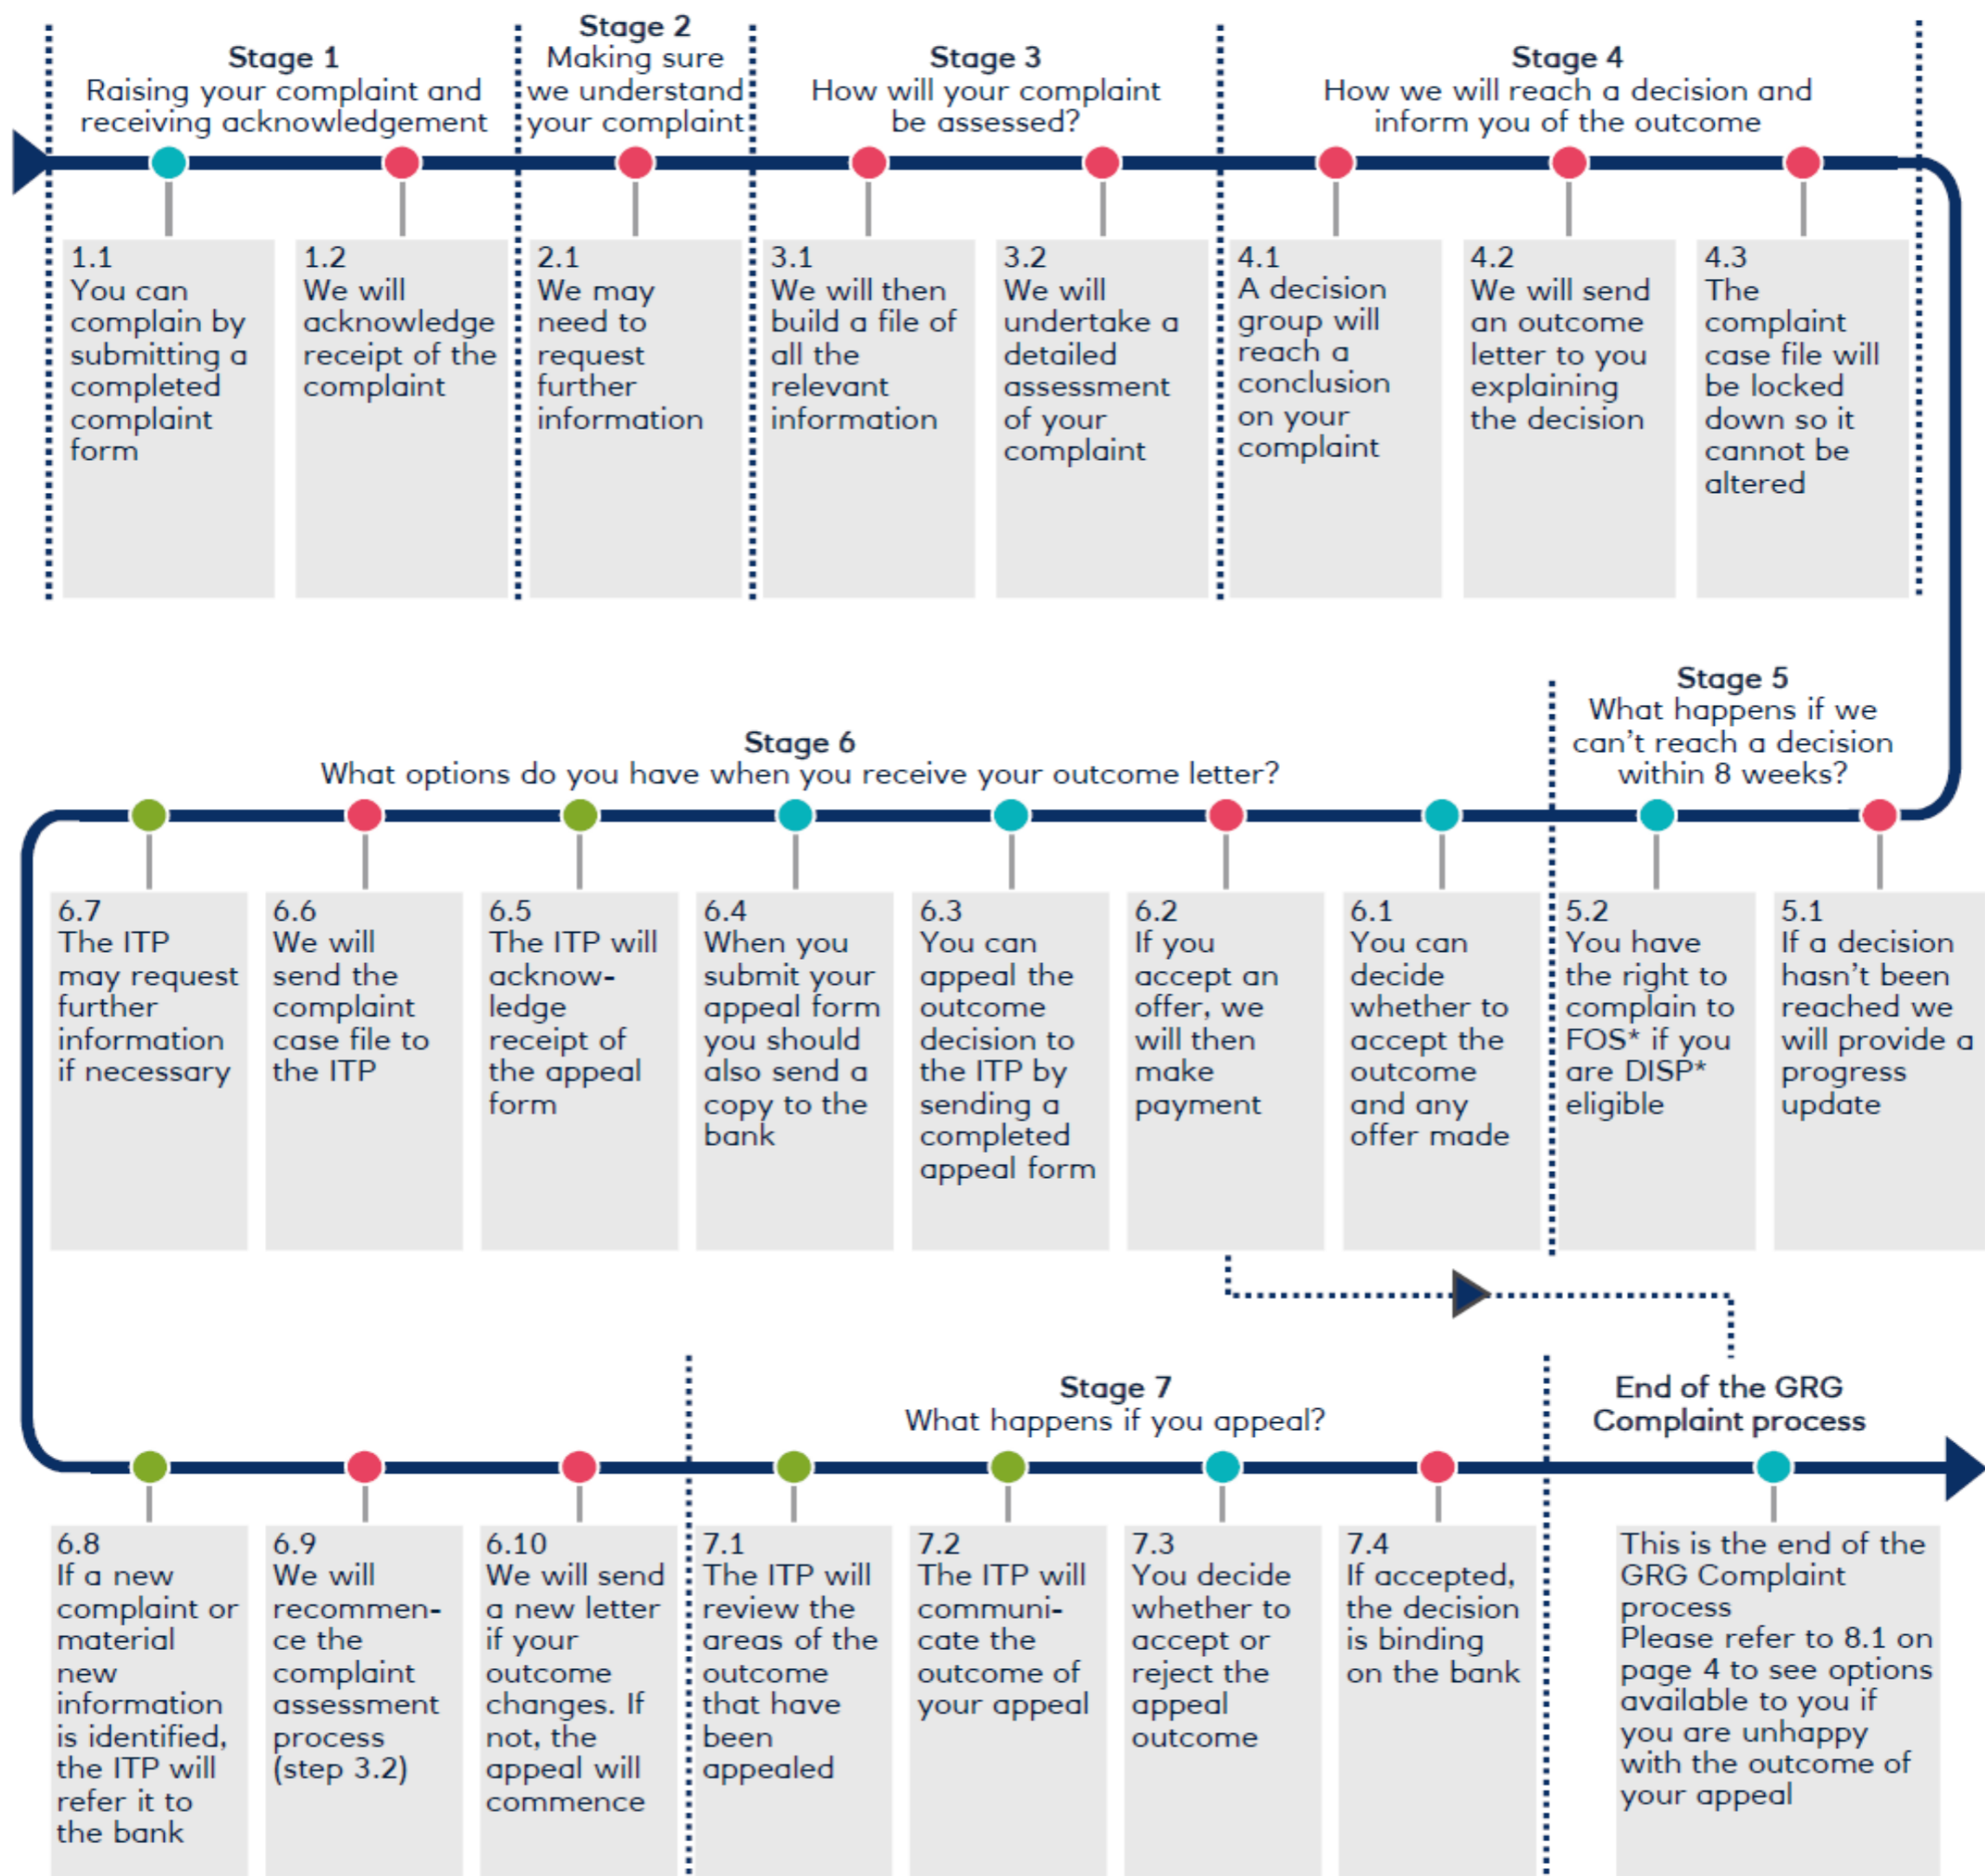 Stage 1
Raising your complaint and
receiving acknowledgement
Stage 2
Making sure
we understand
your complaint
Stage 3
How will your complaint
be assessed?
Stage 4
How we will reach a decision and
inform you of the outcome
1.1
You can
complain by
submitting a
completed
complaint
form
1.2
We will
acknowledge
receipt of the
complaint
2.1
We may
need to
request
further
information
3.1
We will then
build a file of
all the
relevant
information
3.2
We will
undertake a
detailed
assessment
of your
complaint
4.1
A decision
group will
reach a
conclusion
on your
complaint
4.2
We will send
an outcome
letter to you
explaining
the decision
4.3
The
complaint
case file will
be locked
down so it
cannot be
altered
Stage 5
What happens if we
can't reach a decision
within 8 weeks?
5.1
If a decision
hasn't been
reached we
will provide a
progress
update
5.2
You have
the right to
complain to
FOS* if you
are DISP*
eligible
Stage 6
What options do you have when you receive your outcome letter?
6.1
You can
decide
whether to
accept the
outcome
and any
offer made
6.2
If you
accept an
offer, we
will then
make
payment
6.3
You can
appeal the
outcome
decision to
the ITP by
sending a
completed
appeal form
6.4
When you
submit your
appeal form
you should
also send a
copy to the
bank
6.5
The ITP will
acknow-
ledge
receipt of
the appeal
form
6.6
We will
send the
complaint
case file to
the ITP
6.7
The ITP
may request
further
information
if necessary
6.8
If a new
complaint or
material
new
information
is identified,
the ITP will
refer it to
the bank
6.9
We will
recommen-
ce the
complaint
assessment
process
(step 3.2)
6.10
We will send
a new letter
if your
outcome
changes. If
not, the
appeal will
commence
Stage 7
What happens if you appeal?
7.1
The ITP will
review the
areas of the
outcome
that have
been
appealed
7.2
The ITP will
communi-
cate the
outcome of
your appeal
7.3
You decide
whether to
accept or
reject the
appeal
outcome
7.4
If accepted,
the decision
is binding
on the bank
End of the GRG
Complaint process
This is the end of the
GRG Complaint
process
Please refer to 8.1 on
page 4 to see options
available to you if
you are unhappy
with the outcome of
your appeal